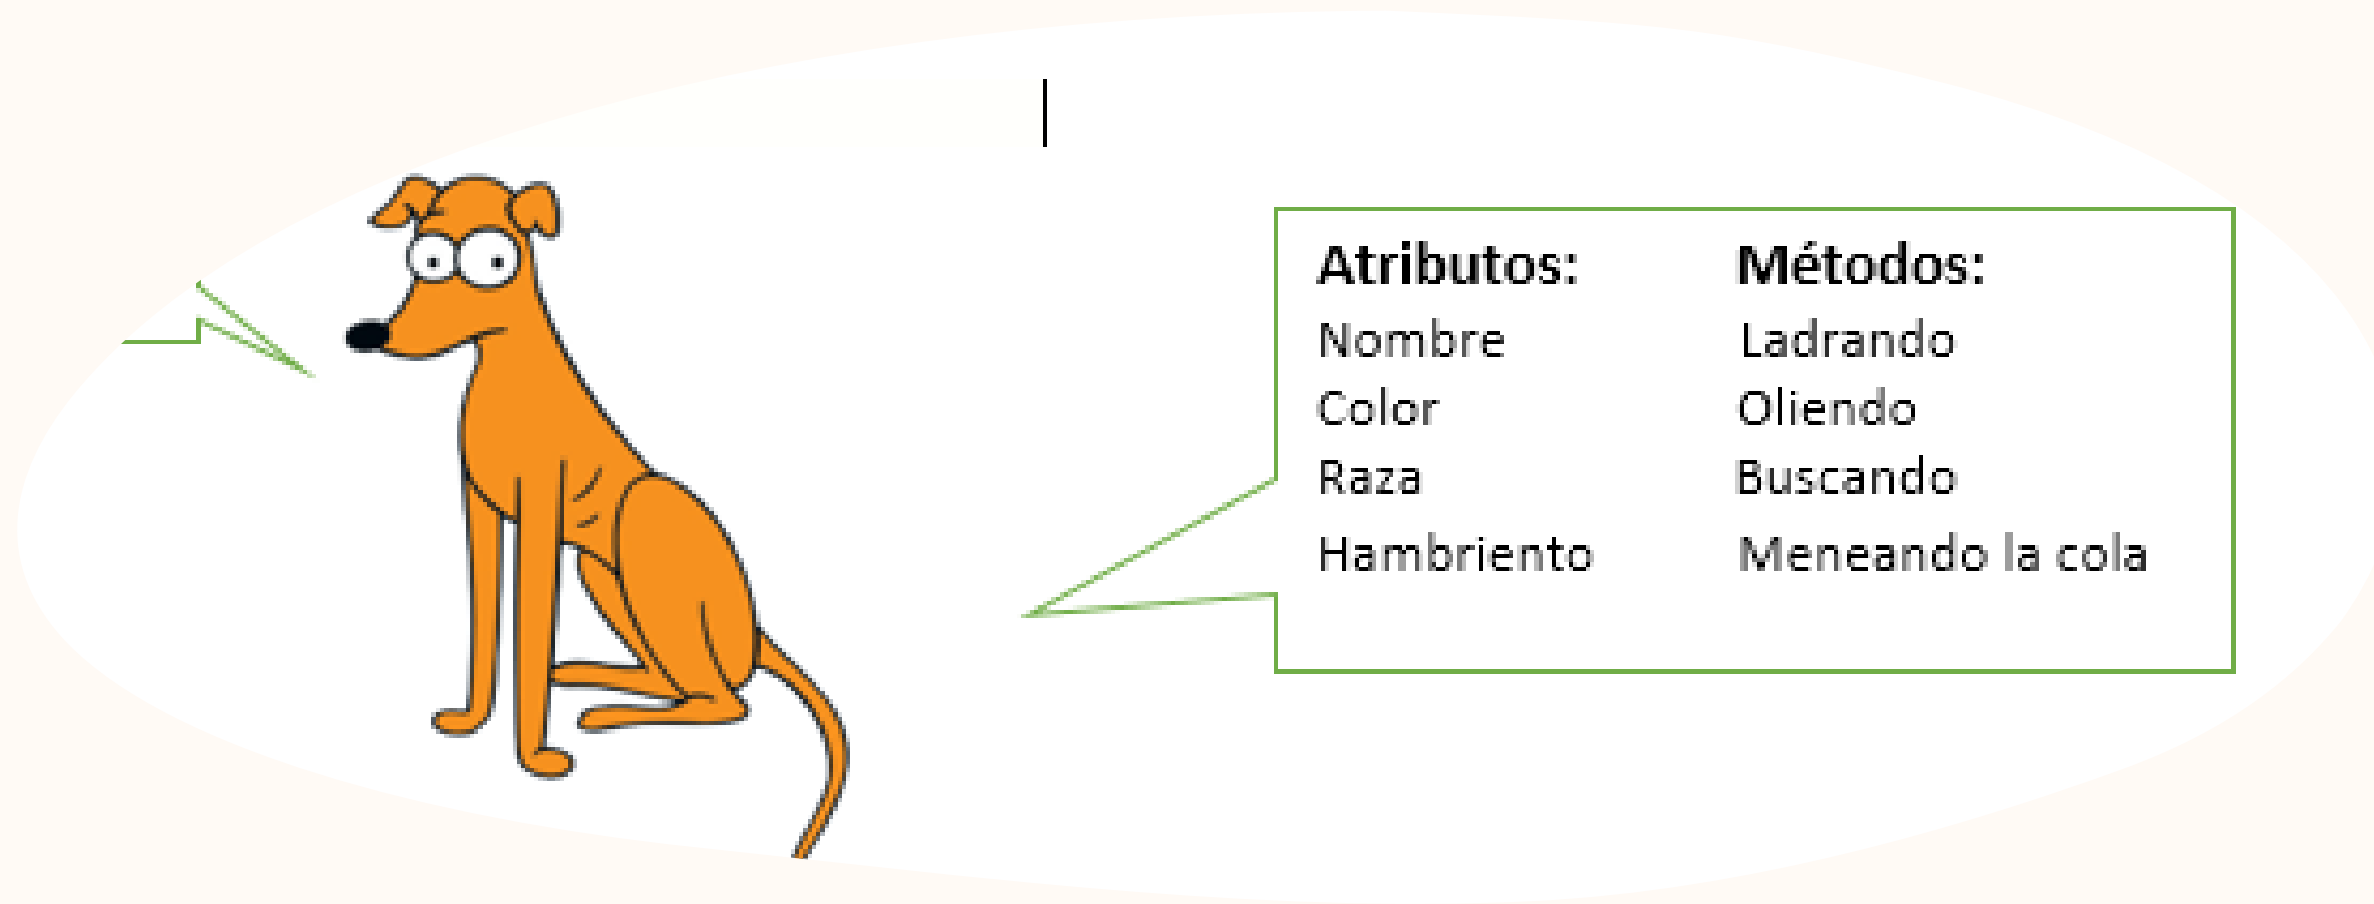 Atributos: Métodos:
Nombre Ladrando
Color Oliendo
Raza Buscando
Hambriento Meneando la cola